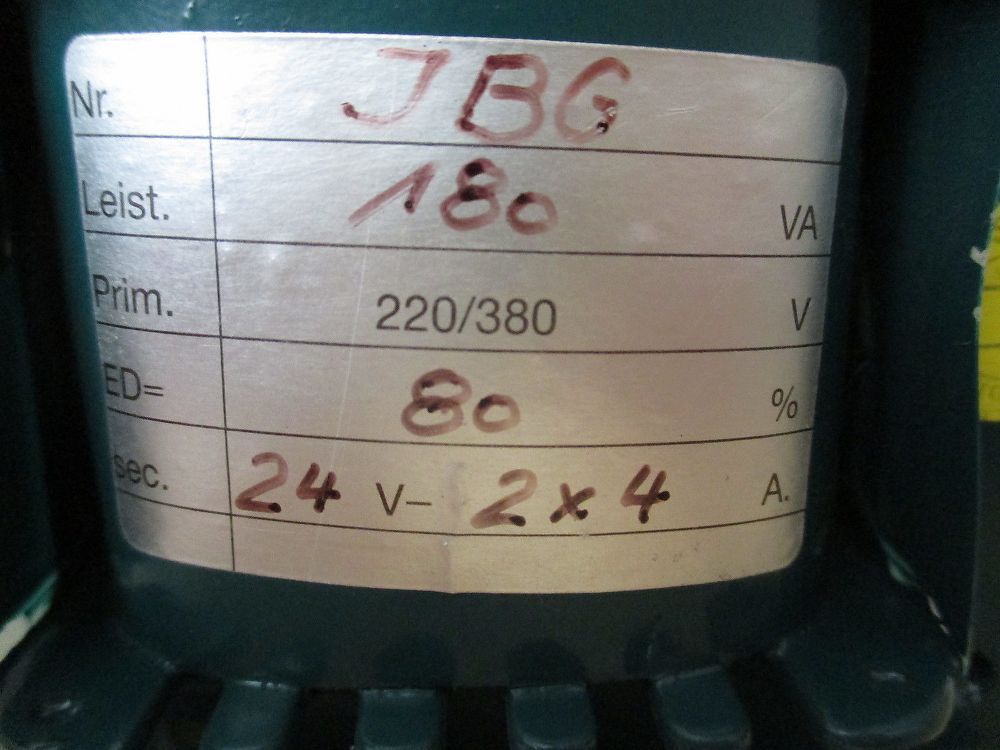 Nr. JBG
Leist. 180 VA
Prim. 220/380 V
ED= 80 %
sec. 24 V– 2x4 A.